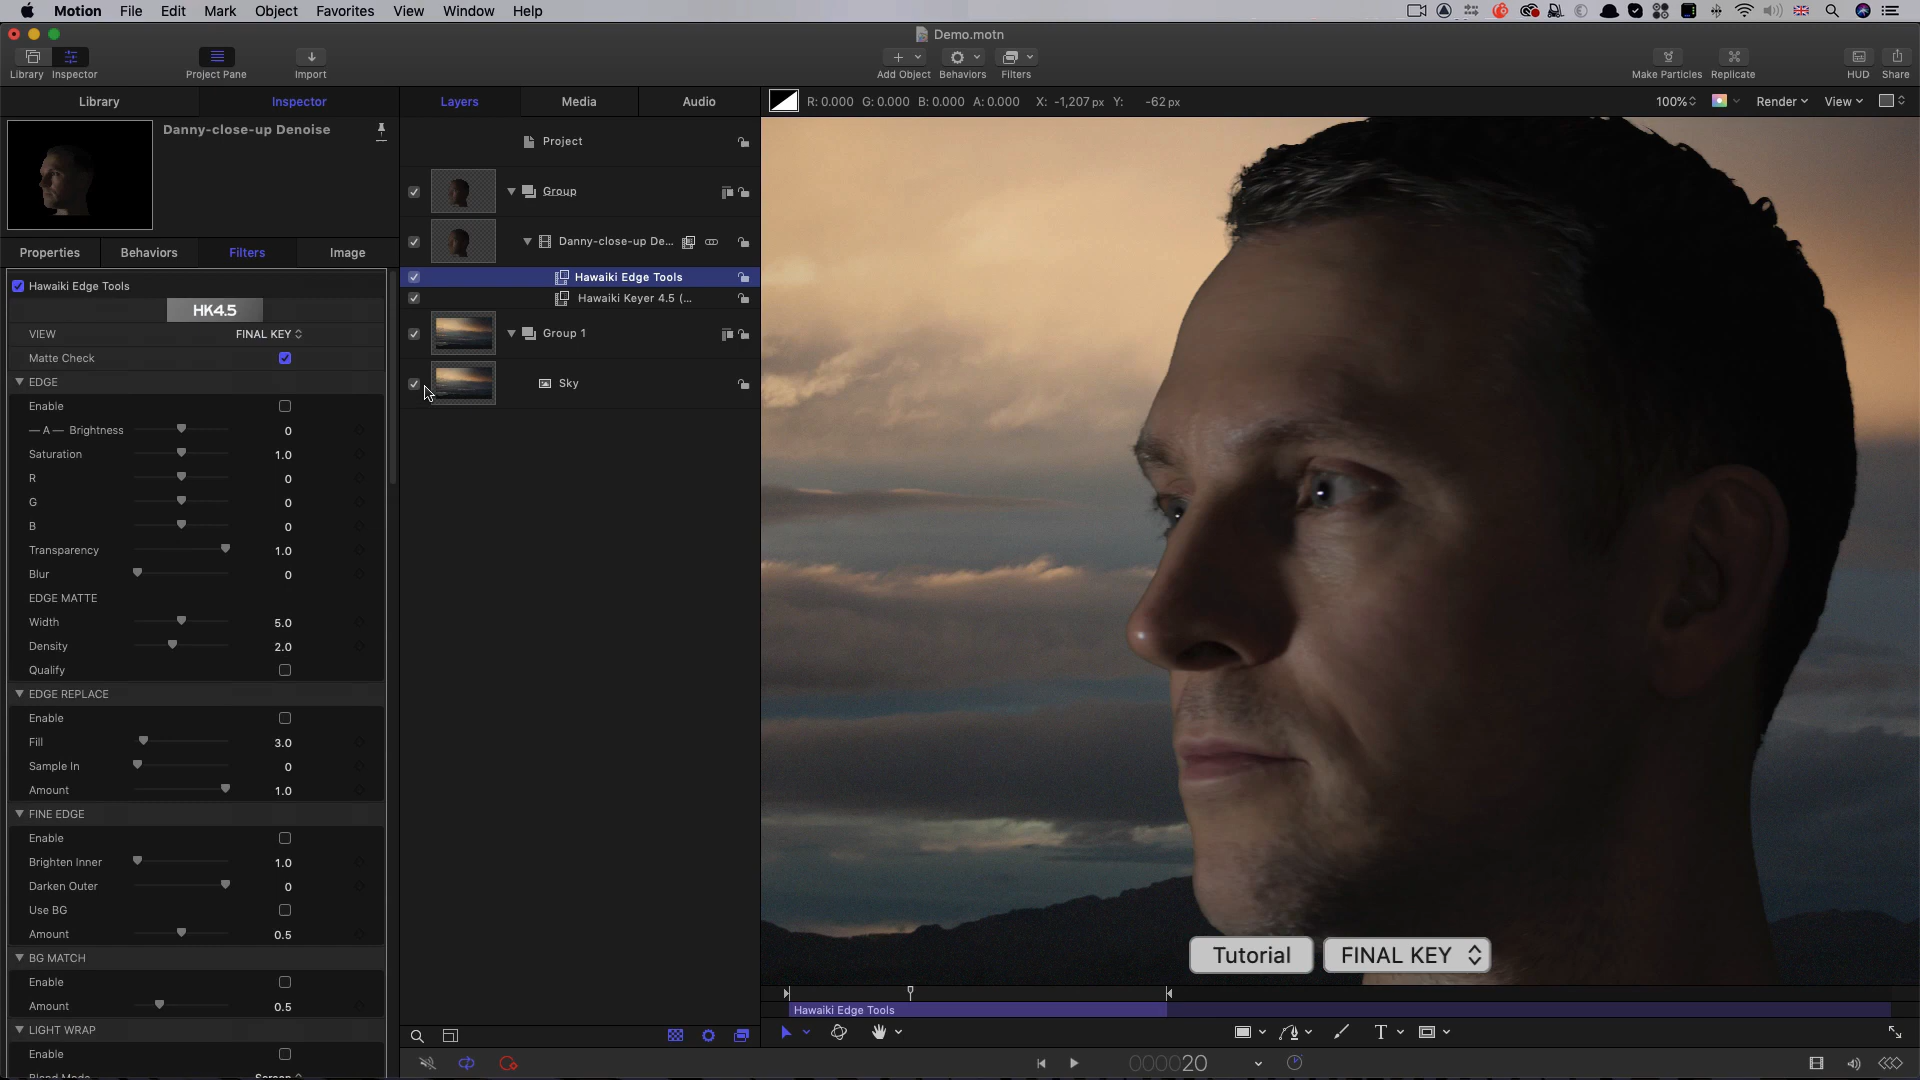 Motion File Edit Mark Object Favorites View Window Help
Demo.motn
Library Inspector Project Pane Import Add Object Behaviors Filters Make Particles Replicate HUD Share
Library Inspector Layers Media Audio R: 0.000 G: 0.000 B: 0.000 A: 0.000 X: -1,207 px Y: -62 px 100% Render View
Danny-close-up Denoise
Project
Group
Danny-close-up De...
Hawaiki Edge Tools
Hawaiki Keyer 4.5 (...
Group 1
Sky
Properties Behaviors Filters Image
Hawaiki Edge Tools
HK4.5
VIEW FINAL KEY
Matte Check
EDGE
Enable
— A — Brightness 0
Saturation 1.0
R 0
G 0
B 0
Transparency 1.0
Blur 0
EDGE MATTE
Width 5.0
Density 2.0
Qualify
EDGE REPLACE
Enable
Fill 3.0
Sample In 0
Amount 1.0
FINE EDGE
Enable
Brighten Inner 1.0
Darken Outer 0
Use BG
Amount 0.5
BG MATCH
Enable
Amount 0.5
LIGHT WRAP
Enable
Blend Mode Screen
Tutorial FINAL KEY
Hawaiki Edge Tools
T
000020